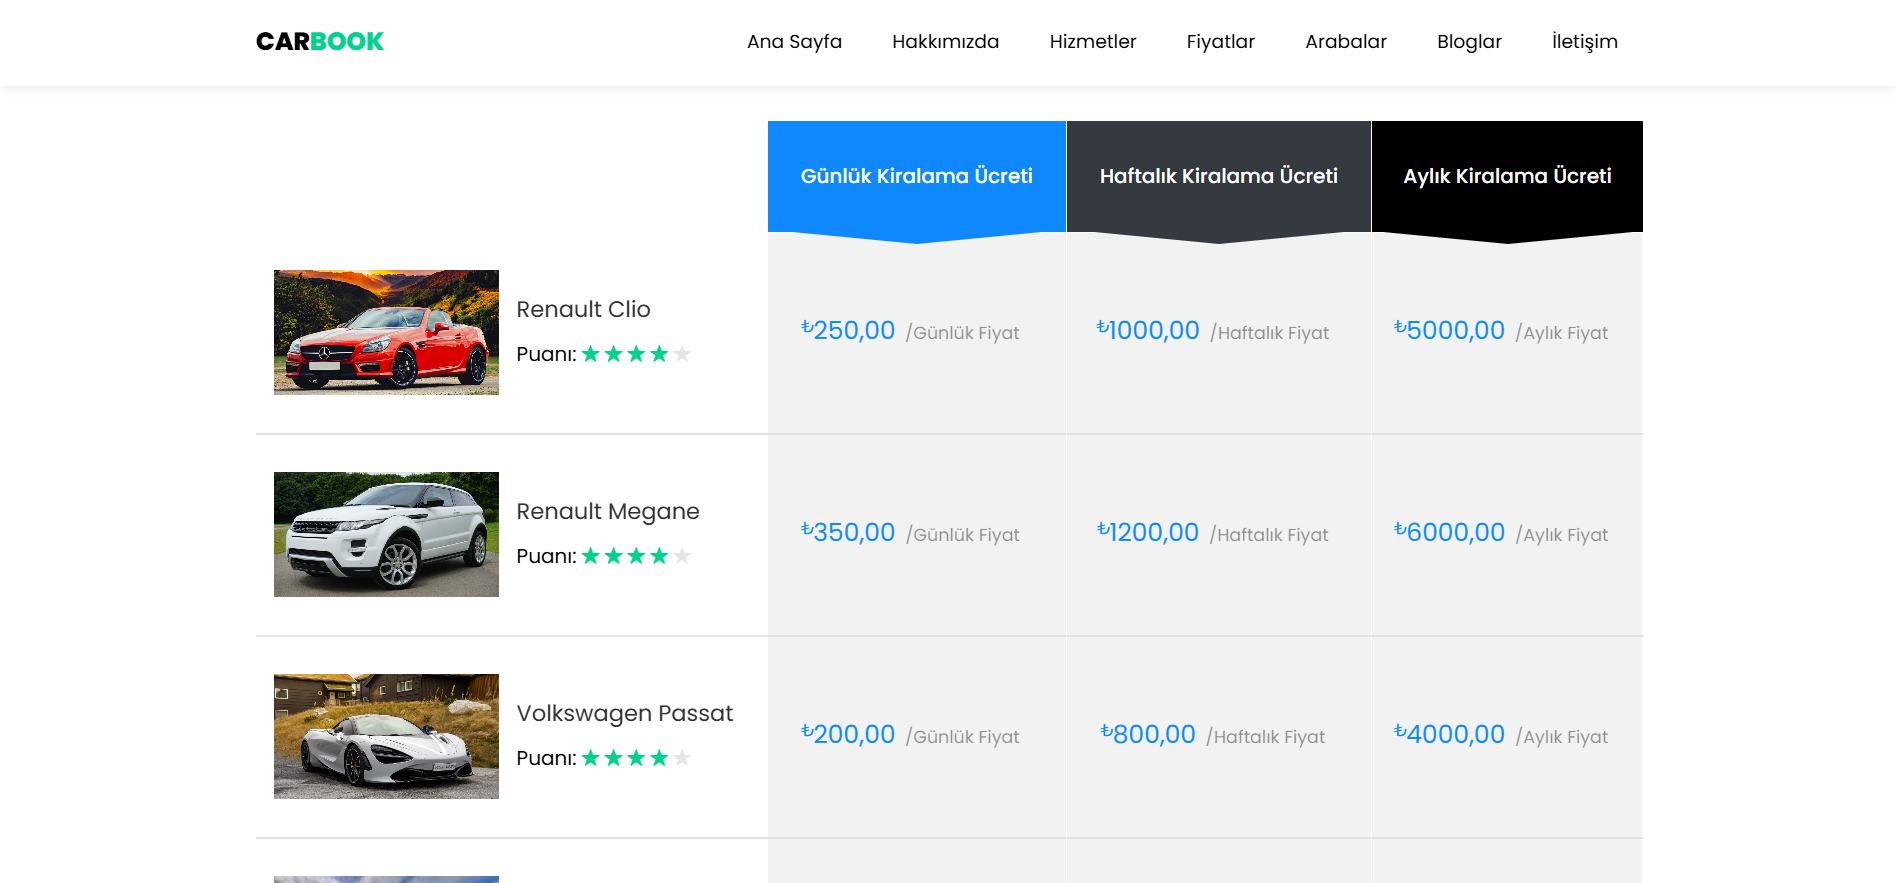 CARBOOK
Ana Sayfa Hakkımızda Hizmetler Fiyatlar Arabalar Bloglar İletişim
Günlük Kiralama Ücreti Haftalık Kiralama Ücreti Aylık Kiralama Ücreti
Renault Clio
Puanı:
₺250,00 /Günlük Fiyat ₺1000,00 /Haftalık Fiyat ₺5000,00 /Aylık Fiyat
Renault Megane
Puanı:
₺350,00 /Günlük Fiyat ₺1200,00 /Haftalık Fiyat ₺6000,00 /Aylık Fiyat
Volkswagen Passat
Puanı:
₺200,00 /Günlük Fiyat ₺800,00 /Haftalık Fiyat ₺4000,00 /Aylık Fiyat